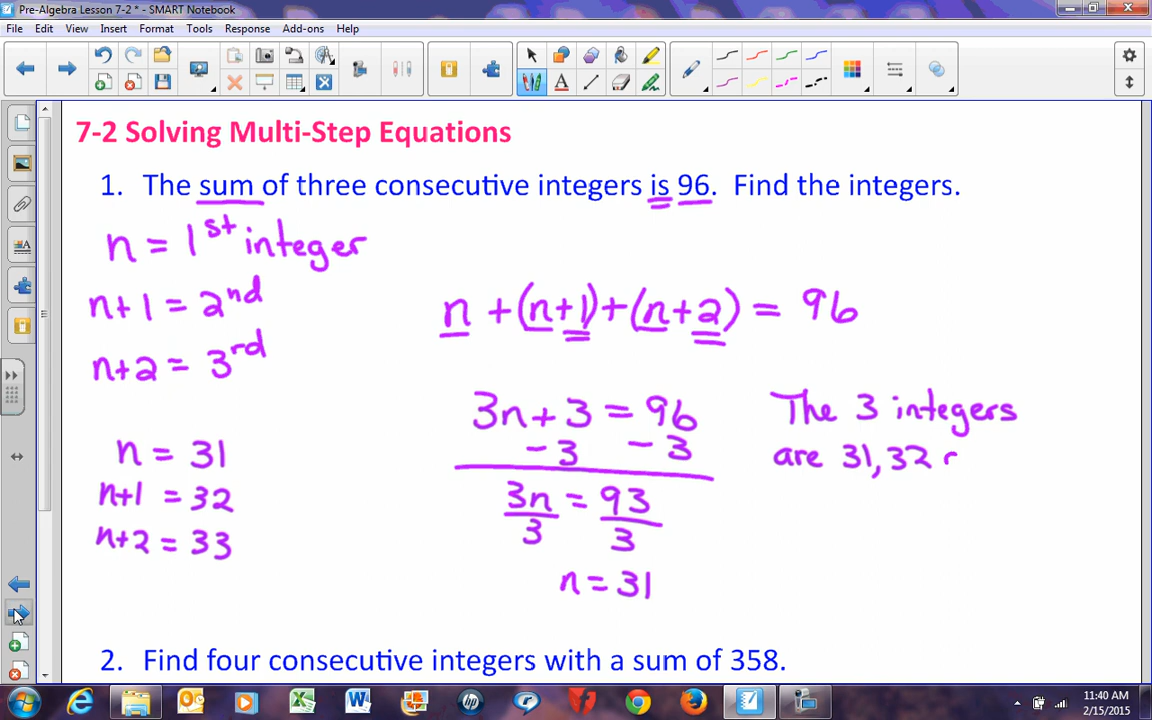 Pre-Algebra Lesson 7-2 * - SMART Notebook
File Edit View Insert Format Tools Response Add-ons Help
7-2 Solving Multi-Step Equations
1. The sum of three consecutive integers is 96. Find the integers.
n = 1st integer
n+1 = 2nd
n+2 = 3rd
n + (n+1) + (n+2) = 96
3n + 3 = 96
-3 -3
3n = 93
3 3
n = 31
n = 31
n+1 = 32
n+2 = 33
The 3 integers
are 31, 32
2. Find four consecutive integers with a sum of 358.
11:40 AM
2/15/2015